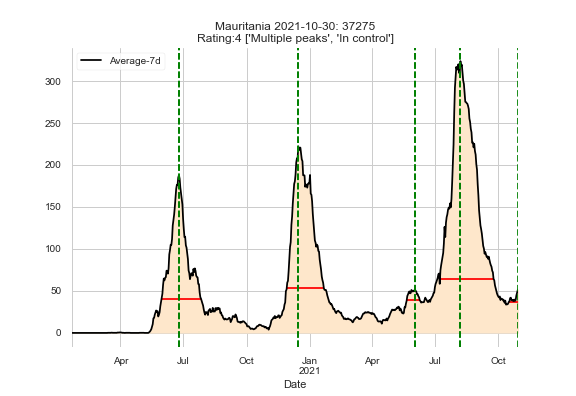 Mauritania 2021-10-30: 37275
Rating:4 ['Multiple peaks', 'In control']
Average-7d
300
250
200
150
100
50
0
Apr
Jul
Oct
Jan
2021
Apr
Jul
Oct
Date